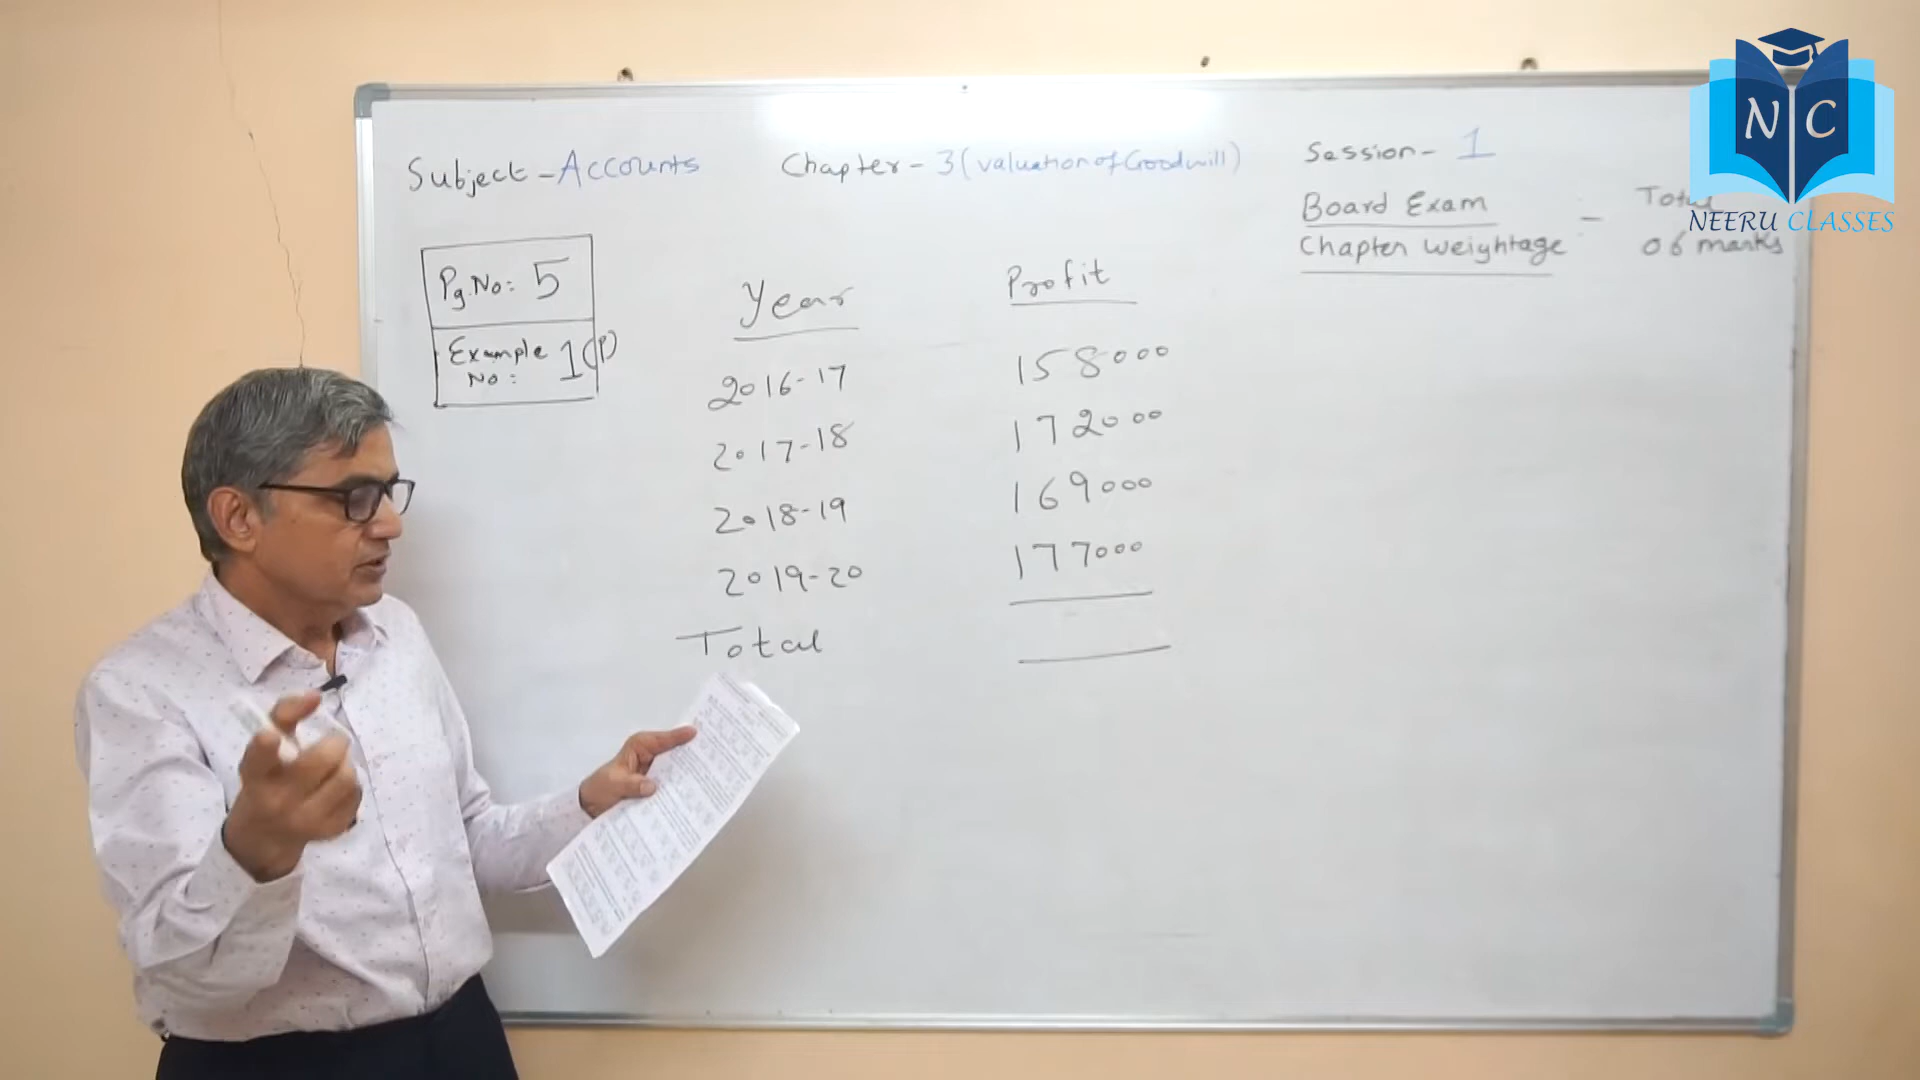 Subject - Accounts
Chapter - 3 (Valuation of Goodwill)
Session - 1
Board Exam
Chapter Weightage - Total 06 marks
N C
NEERU CLASSES
Pg. No: 5
Example No: 1(P)
Year Profit
2016-17 158000
2017-18 172000
2018-19 169000
2019-20 177000
Total